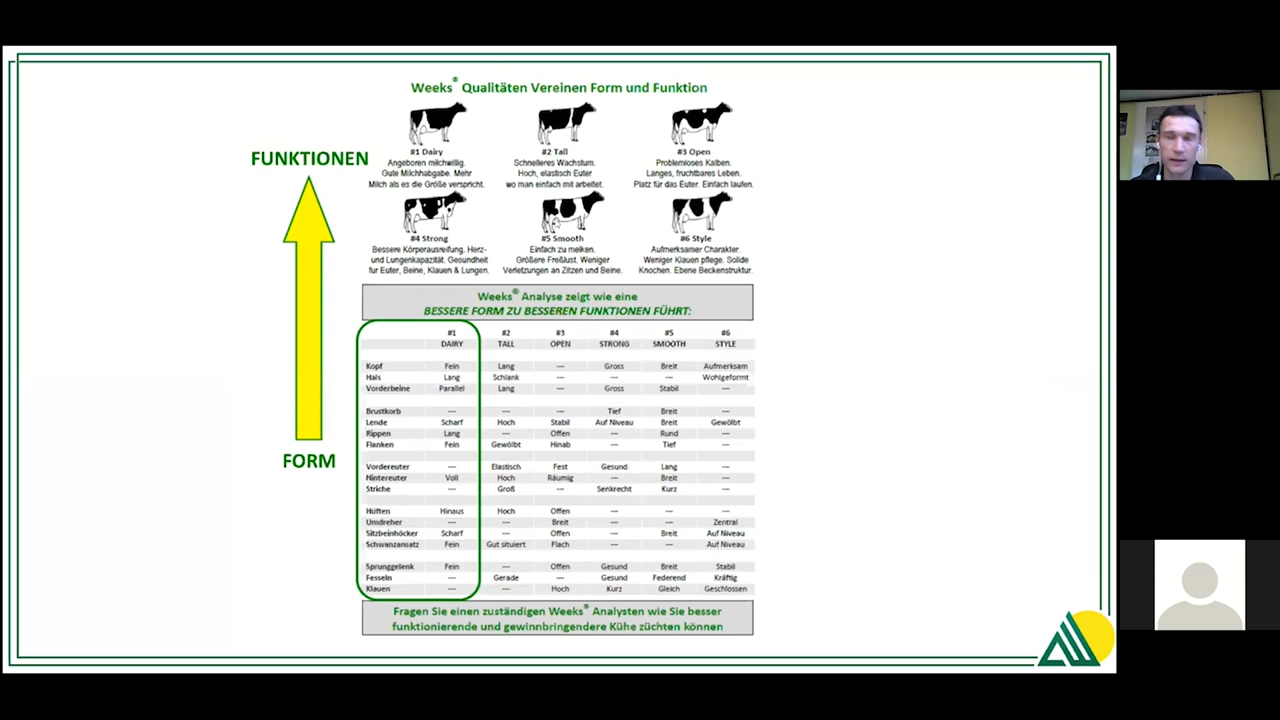 Weeks® Qualitäten Vereinen Form und Funktion
FUNKTIONEN
FORM
#1 Dairy
Angeboren milchwillig.
Gute Milchabgabe. Mehr
Milch als es die Größe verspricht.
#2 Tall
Schnelleres Wachstum.
Hoch, elastisch Euter
wo man einfach mit arbeitet.
#3 Open
Problemloses Kalben.
Langes, fruchtbares Leben.
Platz für das Euter. Einfach laufen.
#4 Strong
Bessere Körperausreifung, Herz-
und Lungenkapazität. Gesundheit
fur Euter, Beine, Klauen & Lungen.
#5 Smooth
Einfach zu melken.
Größere Freßlust. Weniger
Verletzungen an Zitzen und Beine.
#6 Style
Aufmerksamer Charakter.
Weniger Klauen pflege. Solide
Knochen. Ebene Beckenstruktur.
Weeks® Analyse zeigt wie eine
BESSERE FORM ZU BESSEREN FUNKTIONEN FÜHRT:
#1 #2 #3 #4 #5 #6
DAIRY TALL OPEN STRONG SMOOTH STYLE
Kopf Fein Lang --- Gross Breit Aufmerksam
Hals Lang Schlank --- --- --- Wohlgeformt
Vorderbeine Parallel Lang --- Gross Stabil ---
Brustkorb --- --- --- Tief Breit ---
Lende Scharf Hoch Stabil Auf Niveau Breit Gewölbt
Rippen Lang --- Offen --- Rund ---
Flanken Fein Gewölbt Hinab --- Tief ---
Vordereuter --- Elastisch Fest Gesund Lang ---
Hintereuter Voll Hoch Räumig --- Breit ---
Striche --- Groß --- Senkrecht Kurz ---
Hüften Hinaus Hoch Offen --- --- ---
Umdreher --- --- Breit --- --- Zentral
Sitzbeinhöcker Scharf --- Offen --- Breit Auf Niveau
Schwanzansatz Fein Gut situiert Flach --- --- Auf Niveau
Sprunggelenk Fein --- Offen Gesund Breit Stabil
Fesseln --- Gerade --- Gesund Federend Kräftig
Klauen --- --- Hoch Kurz Gleich Geschlossen
Fragen Sie einen zuständigen Weeks® Analysten wie Sie besser
funktionierende und gewinnbringendere Kühe züchten können